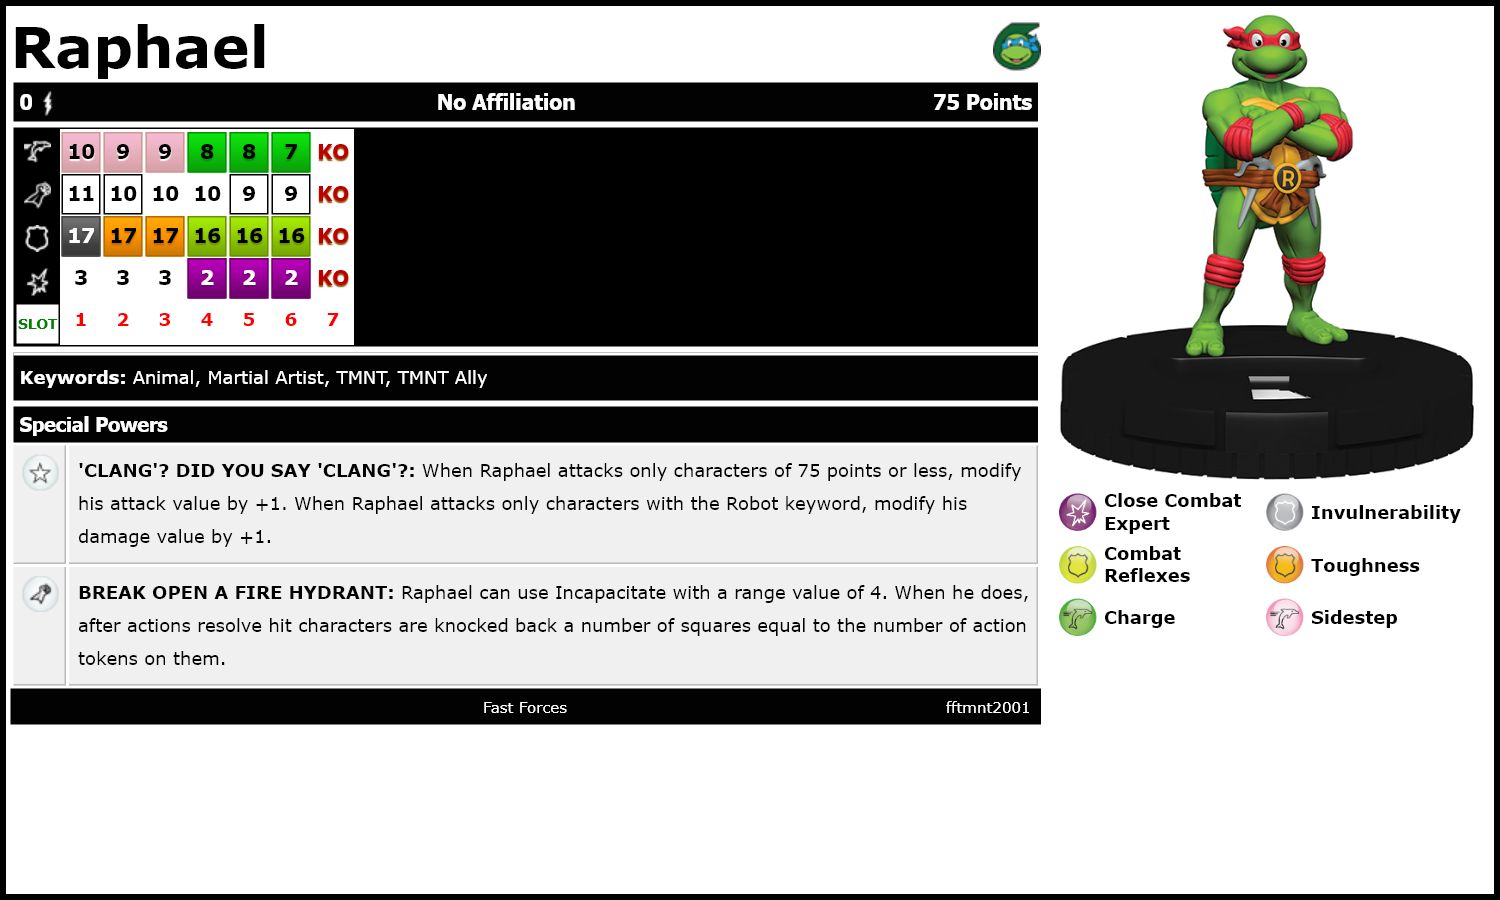 Raphael
0 No Affiliation 75 Points
10 9 9 8 8 7 KO
11 10 10 10 9 9 KO
17 17 17 16 16 16 KO
3 3 3 2 2 2 KO
SLOT 1 2 3 4 5 6 7
Keywords: Animal, Martial Artist, TMNT, TMNT Ally
Special Powers
'CLANG'? DID YOU SAY 'CLANG'?: When Raphael attacks only characters of 75 points or less, modify
his attack value by +1. When Raphael attacks only characters with the Robot keyword, modify his
damage value by +1.
BREAK OPEN A FIRE HYDRANT: Raphael can use Incapacitate with a range value of 4. When he does,
after actions resolve hit characters are knocked back a number of squares equal to the number of action
tokens on them.
Fast Forces fftmnt2001
R
Close Combat
Expert
Invulnerability
Combat
Reflexes
Toughness
Charge
Sidestep